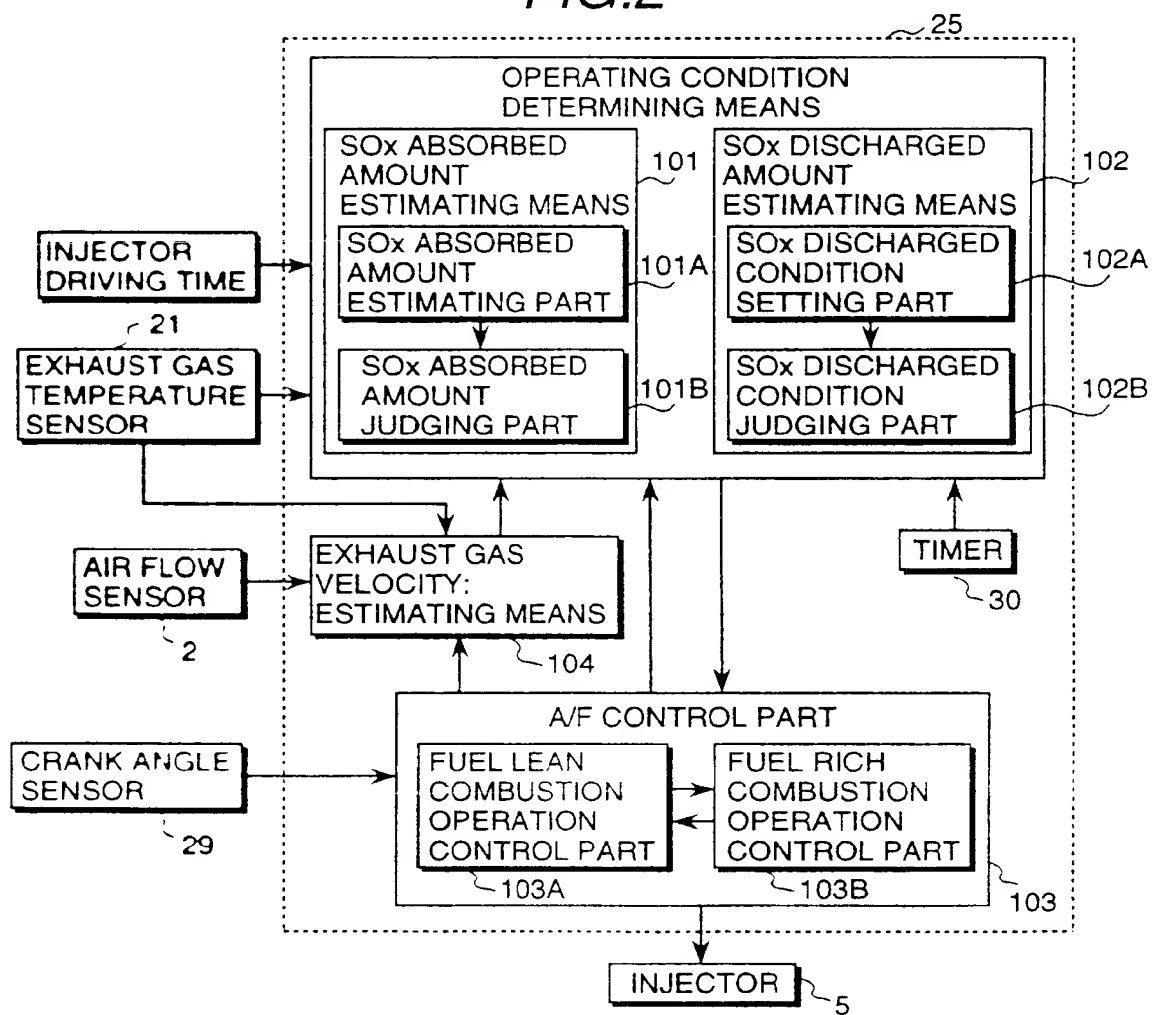 FIG.2
25
OPERATING CONDITION
DETERMINING MEANS
SOx ABSORBED
AMOUNT
ESTIMATING MEANS
101
SOx ABSORBED
AMOUNT
ESTIMATING PART
101A
SOx ABSORBED
AMOUNT
JUDGING PART
101B
SOx DISCHARGED
AMOUNT
ESTIMATING MEANS
102
SOx DISCHARGED
CONDITION
SETTING PART
102A
SOx DISCHARGED
CONDITION
JUDGING PART
102B
INJECTOR
DRIVING TIME
21
EXHAUST GAS
TEMPERATURE
SENSOR
AIR FLOW
SENSOR
2
EXHAUST GAS
VELOCITY:
ESTIMATING MEANS
104
TIMER
30
CRANK ANGLE
SENSOR
29
A/F CONTROL PART
FUEL LEAN
COMBUSTION
OPERATION
CONTROL PART
103A
FUEL RICH
COMBUSTION
OPERATION
CONTROL PART
103B
103
INJECTOR
5